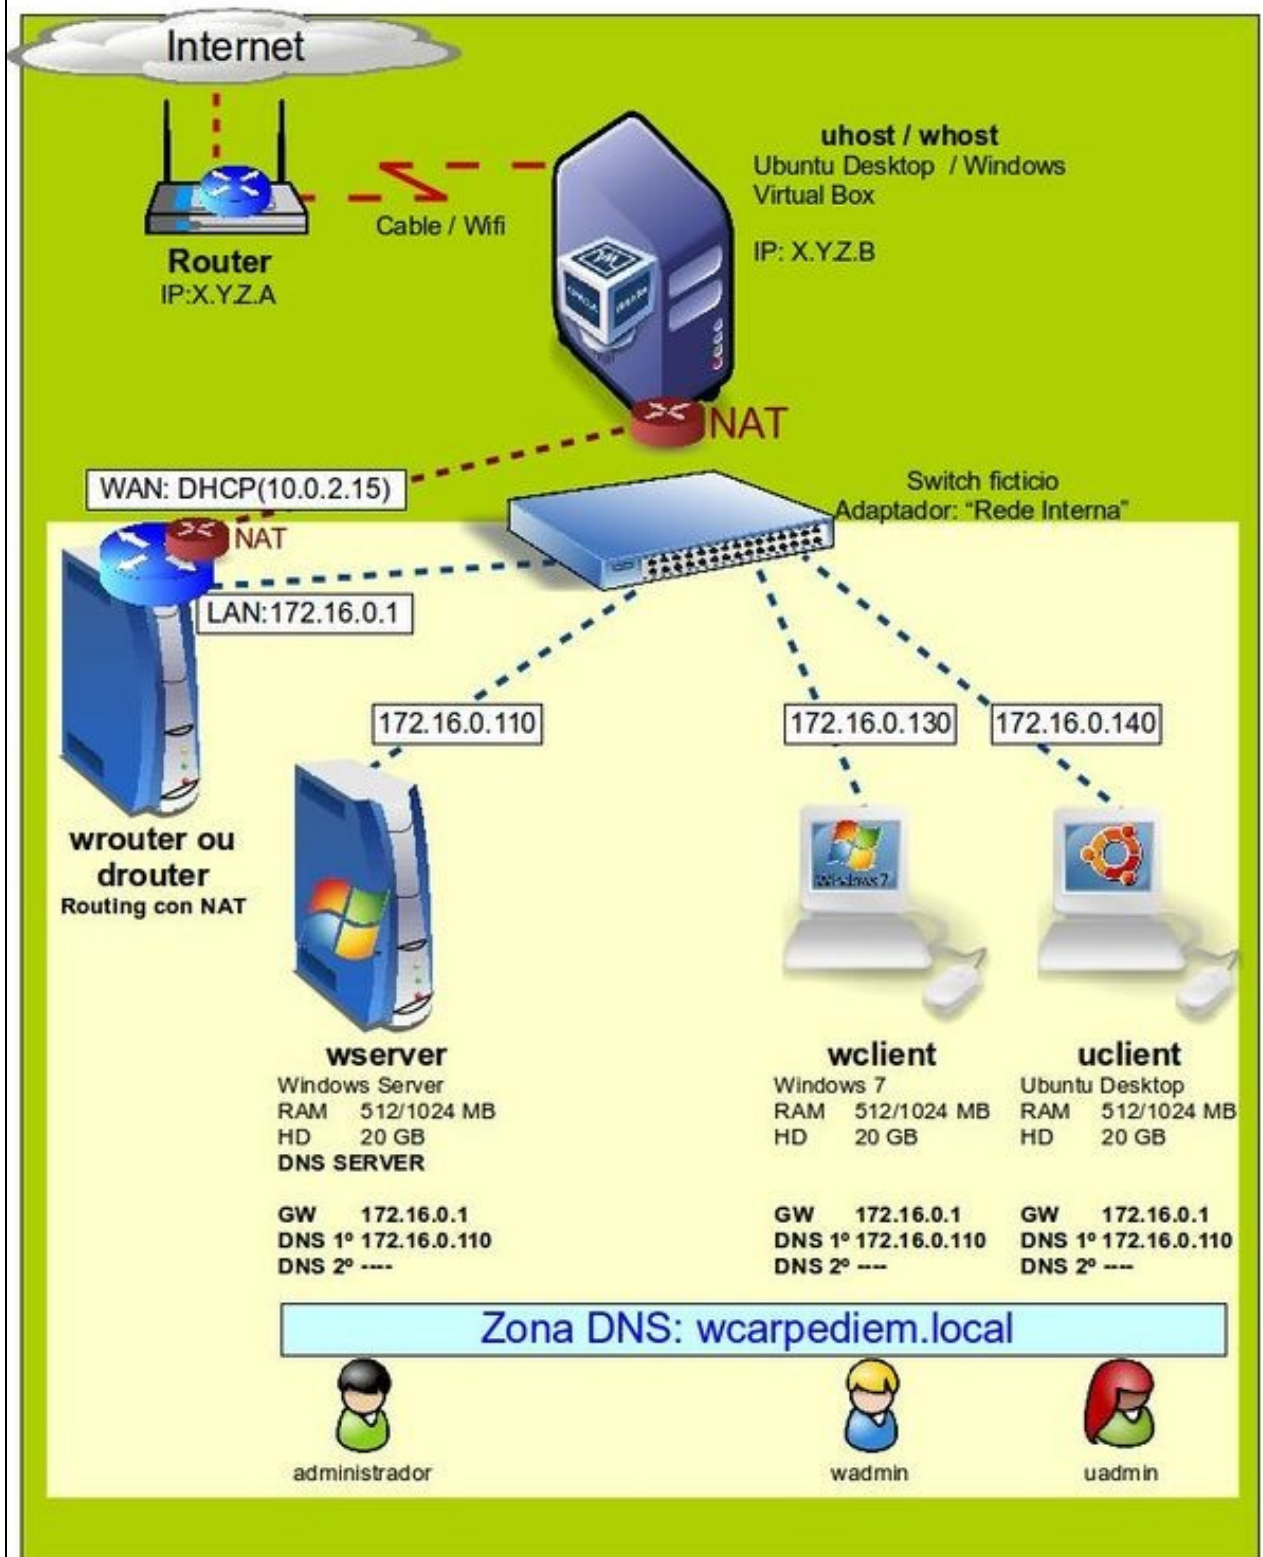 Internet
uhost / whost
Ubuntu Desktop / Windows
Virtual Box
IP: X.Y.Z.B
Cable / Wifi
Router
IP:X.Y.Z.A
NAT
WAN: DHCP(10.0.2.15)
Switch ficticio
Adaptador: “Rede Interna”
NAT
LAN:172.16.0.1
172.16.0.110
172.16.0.130
172.16.0.140
wrouter ou
drouter
Routing con NAT
Windows 7
wserver
Windows Server
RAM 512/1024 MB
HD 20 GB
DNS SERVER
GW 172.16.0.1
DNS 1º 172.16.0.110
DNS 2º ----
wclient
Windows 7
RAM 512/1024 MB
HD 20 GB
GW 172.16.0.1
DNS 1º 172.16.0.110
DNS 2º ----
uclient
Ubuntu Desktop
RAM 512/1024 MB
HD 20 GB
GW 172.16.0.1
DNS 1º 172.16.0.110
DNS 2º ----
Zona DNS: wcarpediem.local
administrador
wadmin
uadmin